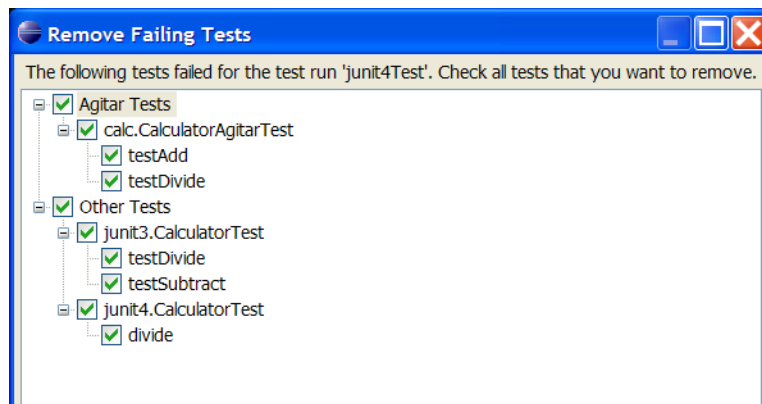 Remove Failing Tests
The following tests failed for the test run 'junit4Test'. Check all tests that you want to remove.
Agitar Tests
calc.CalculatorAgitarTest
testAdd
testDivide
Other Tests
junit3.CalculatorTest
testDivide
testSubtract
junit4.CalculatorTest
divide